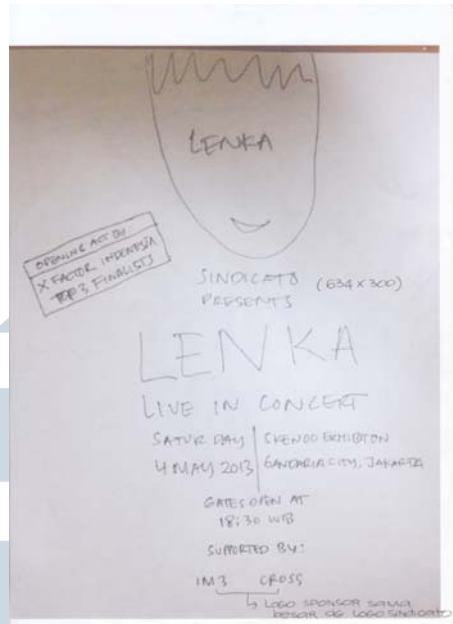 LENKA
OPENING ACT BY:
X FACTOR INDONESIA
TOP 3 FINALISTS
SINDICATO (634 x 300)
PRESENTS
LENKA
LIVE IN CONCERT
SATURDAY
4 MAY 2013
SKENOO EXHIBITION
GANDARIA CITY, JAKARTA
GATES OPEN AT
18:30 WIB
SUPPORTED BY:
IM3 CROSS
LOGO SPONSOR sama
besar dg LOGO SINDICATO